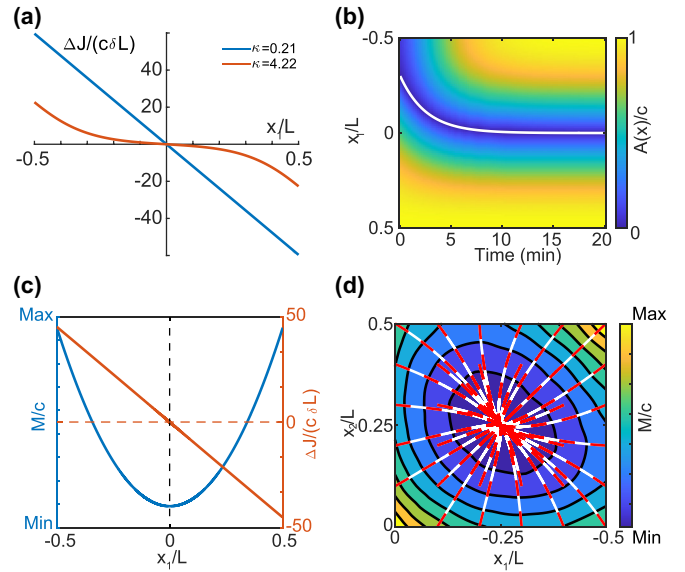 (a)
ΔJ/(cδL)
60
40
20
-20
-40
κ=0.21
κ=4.22
x₁/L
-0.5
0.5
(b)
-0.5
0
0.5
x₁/L
0
5
10
15
20
Time (min)
1
0
A(x)/c
(c)
Max
Min
M/c
50
0
-50
ΔJ/(c δ L)
-0.5
0
0.5
x₁/L
(d)
0.5
0.25
0
x₂/L
0
-0.25
-0.5
x₁/L
Max
Min
M/c